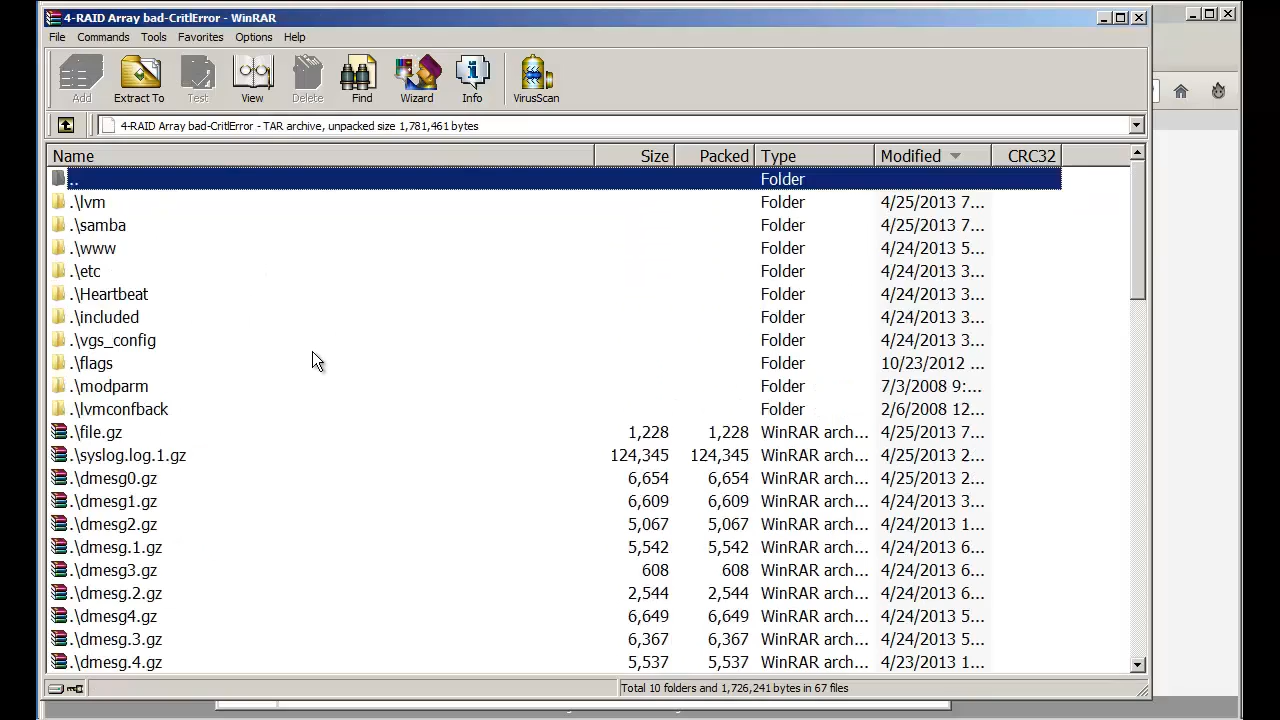 4-RAID Array bad-CritlError - WinRAR
File Commands Tools Favorites Options Help
Add Extract To Test View Delete Find Wizard Info VirusScan
4-RAID Array bad-CritlError - TAR archive, unpacked size 1,781,461 bytes
Name Size Packed Type Modified CRC32
.. Folder
.\lvm Folder 4/25/2013 7...
.\samba Folder 4/25/2013 7...
.\www Folder 4/24/2013 5...
.\etc Folder 4/24/2013 3...
.\Heartbeat Folder 4/24/2013 3...
.\included Folder 4/24/2013 3...
.\vgs_config Folder 4/24/2013 3...
.\flags Folder 10/23/2012 ...
.\modparm Folder 7/3/2008 9:...
.\lvmconfback Folder 2/6/2008 12...
.\file.gz 1,228 1,228 WinRAR arch... 4/25/2013 7...
.\syslog.log.1.gz 124,345 124,345 WinRAR arch... 4/25/2013 2...
.\dmesg0.gz 6,654 6,654 WinRAR arch... 4/25/2013 2...
.\dmesg1.gz 6,609 6,609 WinRAR arch... 4/24/2013 3...
.\dmesg2.gz 5,067 5,067 WinRAR arch... 4/24/2013 1...
.\dmesg.1.gz 5,542 5,542 WinRAR arch... 4/24/2013 6...
.\dmesg3.gz 608 608 WinRAR arch... 4/24/2013 6...
.\dmesg.2.gz 2,544 2,544 WinRAR arch... 4/24/2013 6...
.\dmesg4.gz 6,649 6,649 WinRAR arch... 4/24/2013 5...
.\dmesg.3.gz 6,367 6,367 WinRAR arch... 4/24/2013 5...
.\dmesg.4.gz 5,537 5,537 WinRAR arch... 4/23/2013 1...
Total 10 folders and 1,726,241 bytes in 67 files